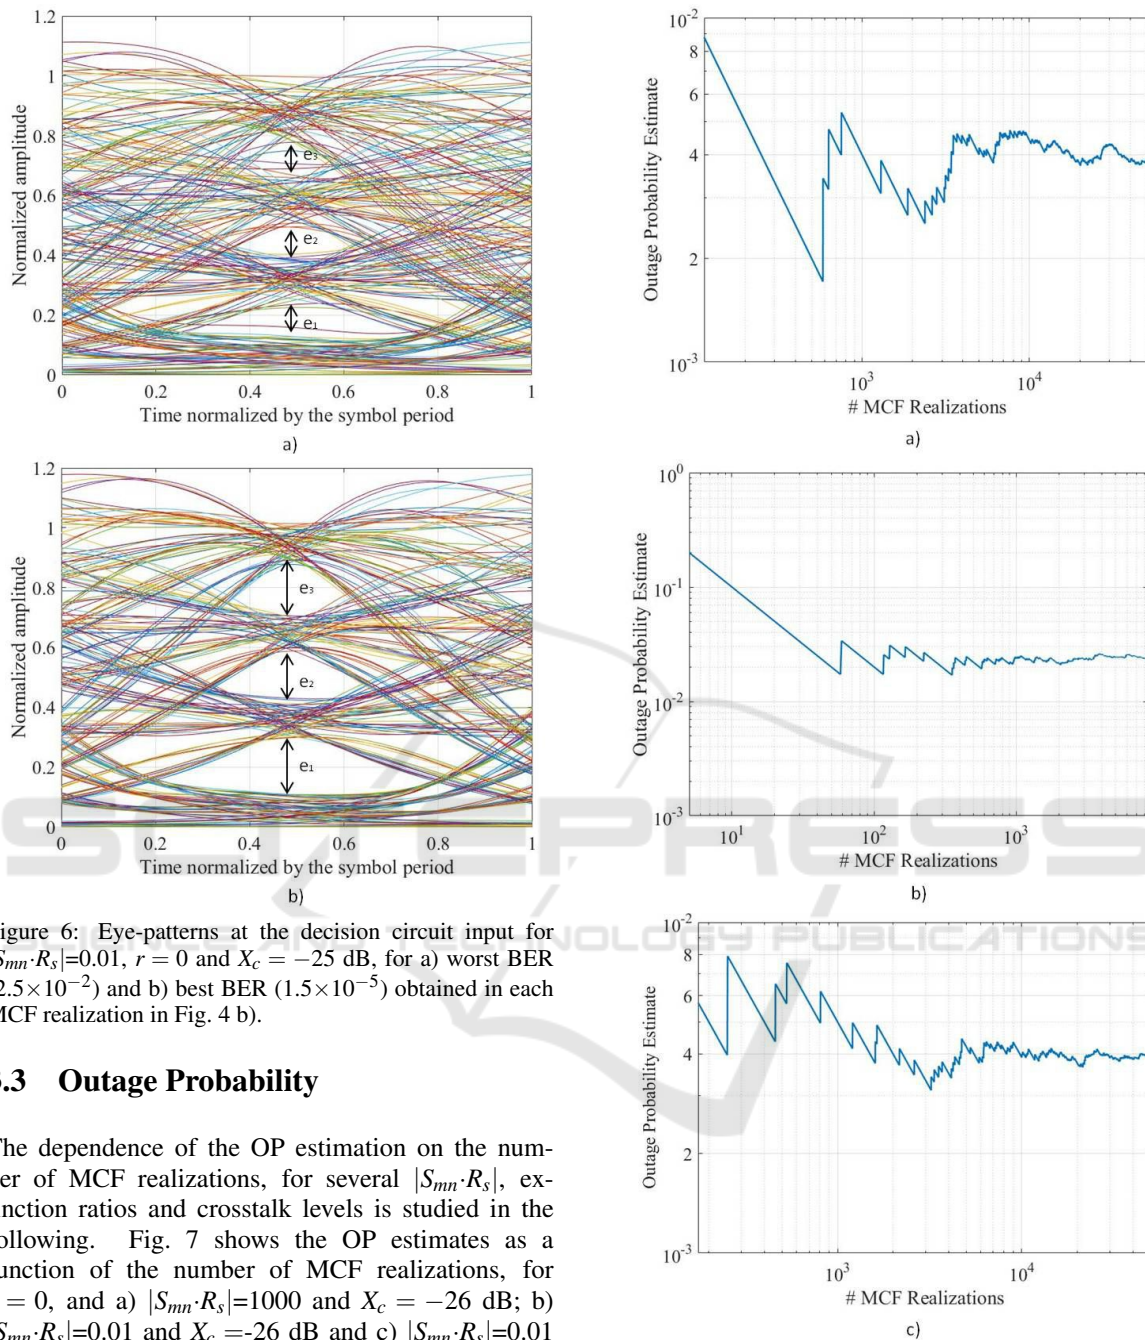 1.2
1
0.8
0.6
0.4
0.2
0
Normalized amplitude
e₃
e₂
e₁
0 0.2 0.4 0.6 0.8 1
Time normalized by the symbol period
a)
1.2
1
0.8
0.6
0.4
0.2
0
Normalized amplitude
e₃
e₂
e₁
0 0.2 0.4 0.6 0.8 1
Time normalized by the symbol period
b)
igure 6: Eye-patterns at the decision circuit input for
Smn·Rs|=0.01, r = 0 and Xc = −25 dB, for a) worst BER
2.5×10⁻²) and b) best BER (1.5×10⁻⁵) obtained in each
MCF realization in Fig. 4 b).
.3 Outage Probability
The dependence of the OP estimation on the num-
er of MCF realizations, for several |Smn·Rs|, ex-
nction ratios and crosstalk levels is studied in the
ollowing. Fig. 7 shows the OP estimates as a
unction of the number of MCF realizations, for
= 0, and a) |Smn·Rs|=1000 and Xc = −26 dB; b)
Smn·Rs|=0.01 and Xc =-26 dB and c) |Smn·Rs|=0.01
10⁻²
8
6
4
2
10⁻³
Outage Probability Estimate
10³ 10⁴
# MCF Realizations
a)
10⁰
10⁻¹
10⁻²
10⁻³
Outage Probability Estimate
10¹ 10² 10³
# MCF Realizations
b)
10⁻²
8
6
4
2
10⁻³
Outage Probability Estimate
10³ 10⁴
# MCF Realizations
c)
SCITEPRESS
SCIENCE AND TECHNOLOGY PUBLICATIONS